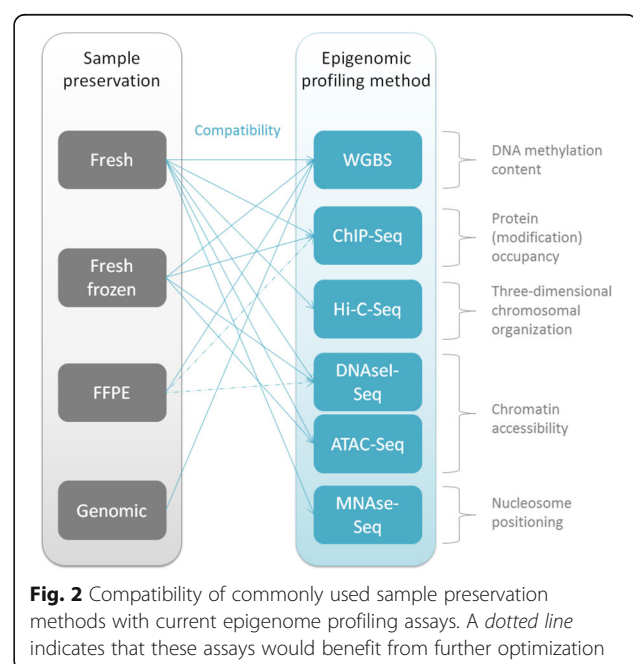 Sample
preservation
Epigenomic
profiling method
Compatibility
Fresh
Fresh
frozen
FFPE
Genomic
WGBS
ChIP-Seq
Hi-C-Seq
DNAseI-
Seq
ATAC-Seq
MNAse-
Seq
DNA methylation
content
Protein
(modification)
occupancy
Three-dimensional
chromosomal
organization
Chromatin
accessibility
Nucleosome
positioning
Fig. 2 Compatibility of commonly used sample preservation
methods with current epigenome profiling assays. A dotted line
indicates that these assays would benefit from further optimization